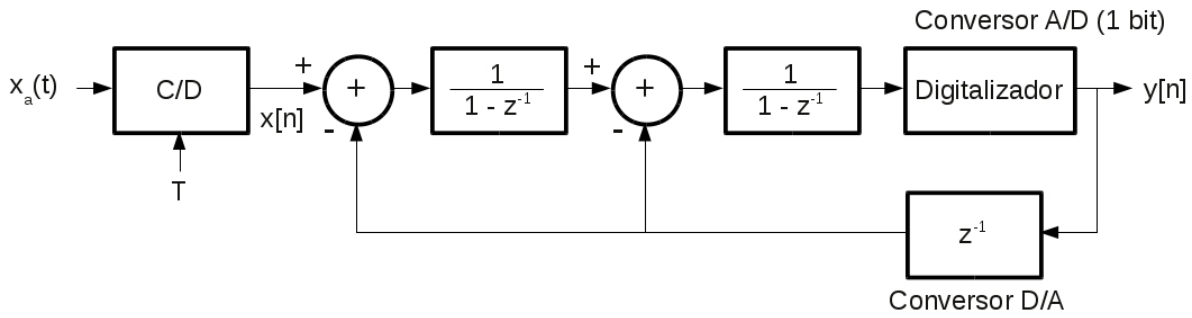 Conversor A/D (1 bit)
xa(t)
C/D
+
+
-
x[n]
T
1
1 - z-1
+
+
-
1
1 - z-1
Digitalizador
y[n]
z-1
Conversor D/A